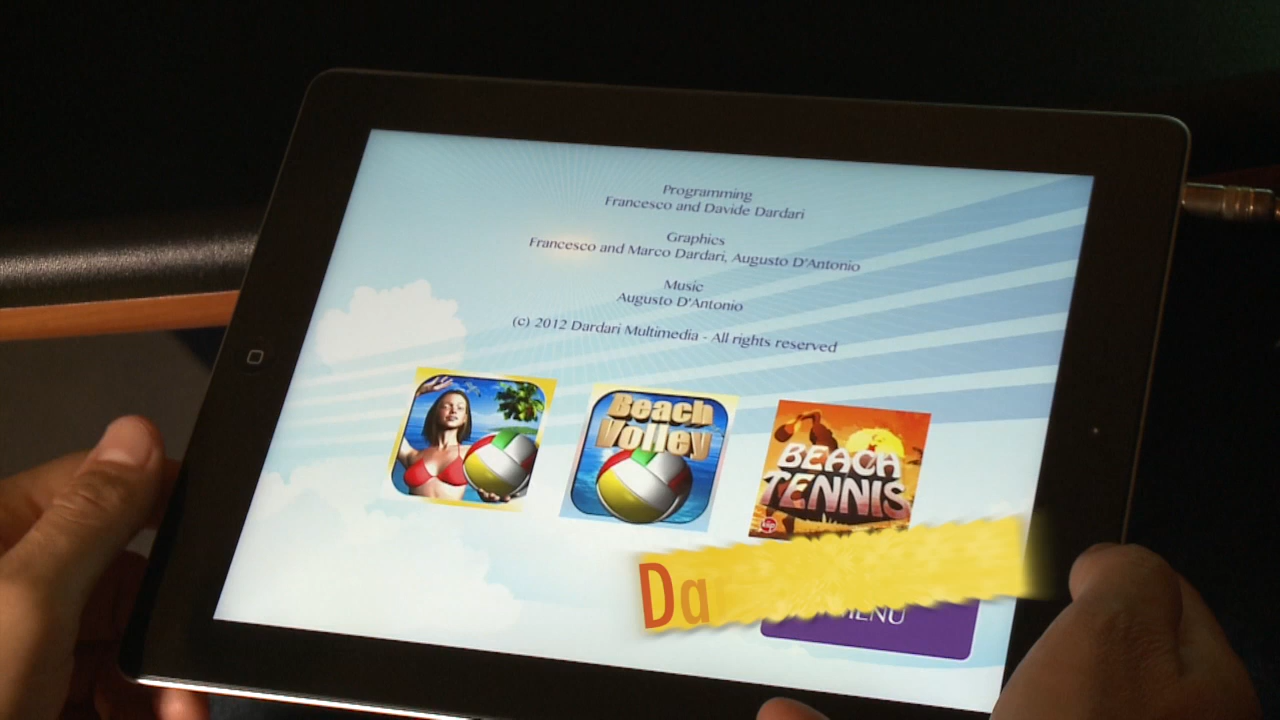 Programming
Francesco and Davide Dardari
Graphics
Francesco and Marco Dardari, Augusto D'Antonio
Music
Augusto D'Antonio
(c) 2012 Dardari Multimedia - All rights reserved
Beach
Volley
BEACH
TENNIS
Da
MENU